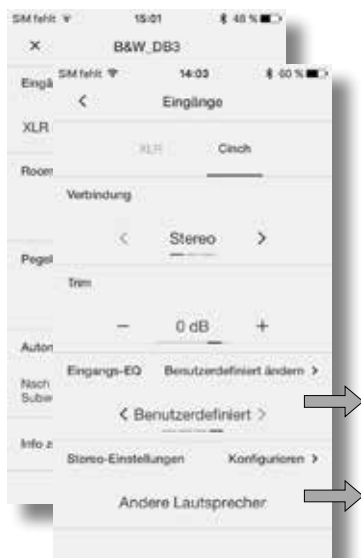 SIM fehlt 15:01 48 %
× B&W_DB3
Eingä
XLR
Room
Pegel
Autom
Nach
Subw
Info z
SIM fehlt 14:03 60 %
< Eingänge
XLR Cinch
Verbindung
< Stereo >
Trim
− 0 dB +
Eingangs-EQ Benutzerdefiniert ändern >
< Benutzerdefiniert >
Stereo-Einstellungen Konfigurieren >
Andere Lautsprecher